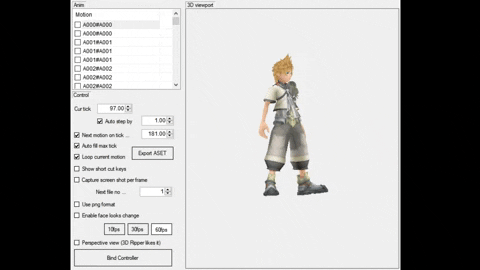 Anim
3D viewport
Motion
A000#A000
A000#A000
A001#A001
A001#A001
A001#A001
A002#A002
A002#A002
Control
Cur tick
97.00
Auto step by
1.00
Next motion on tick ...
181.00
Auto fill max tick
Loop current motion
Export ASET
Show short cut keys
Capture screen shot per frame
Next file no ...
1
Use png format
Enable face looks change
10fps
30fps
60fps
Perspective view (3D Ripper likes it)
Bind Controller